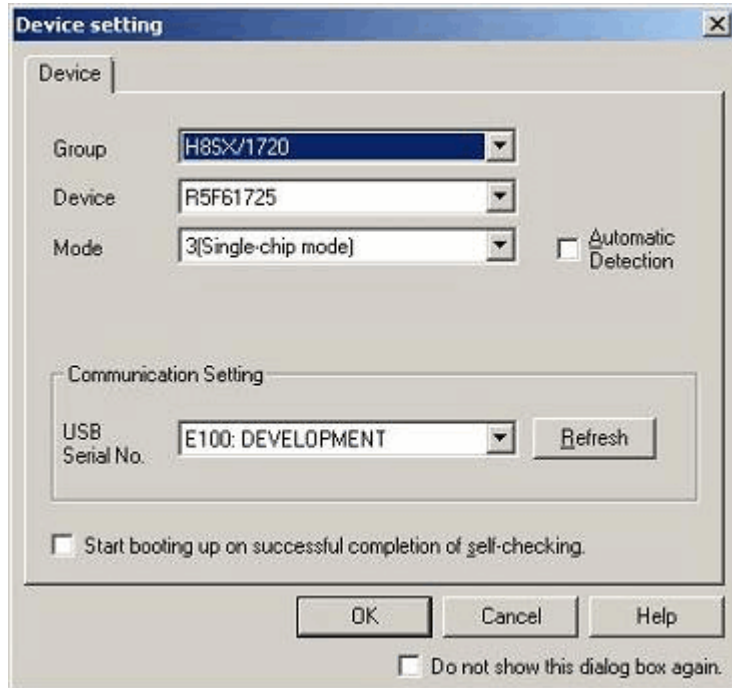 Device setting
Device
Group
H8SX/1720
Device
R5F61725
Mode
3(Single-chip mode)
Automatic
Detection
Communication Setting
USB
Serial No.
E100: DEVELOPMENT
Refresh
Start booting up on successful completion of self-checking.
OK
Cancel
Help
Do not show this dialog box again.